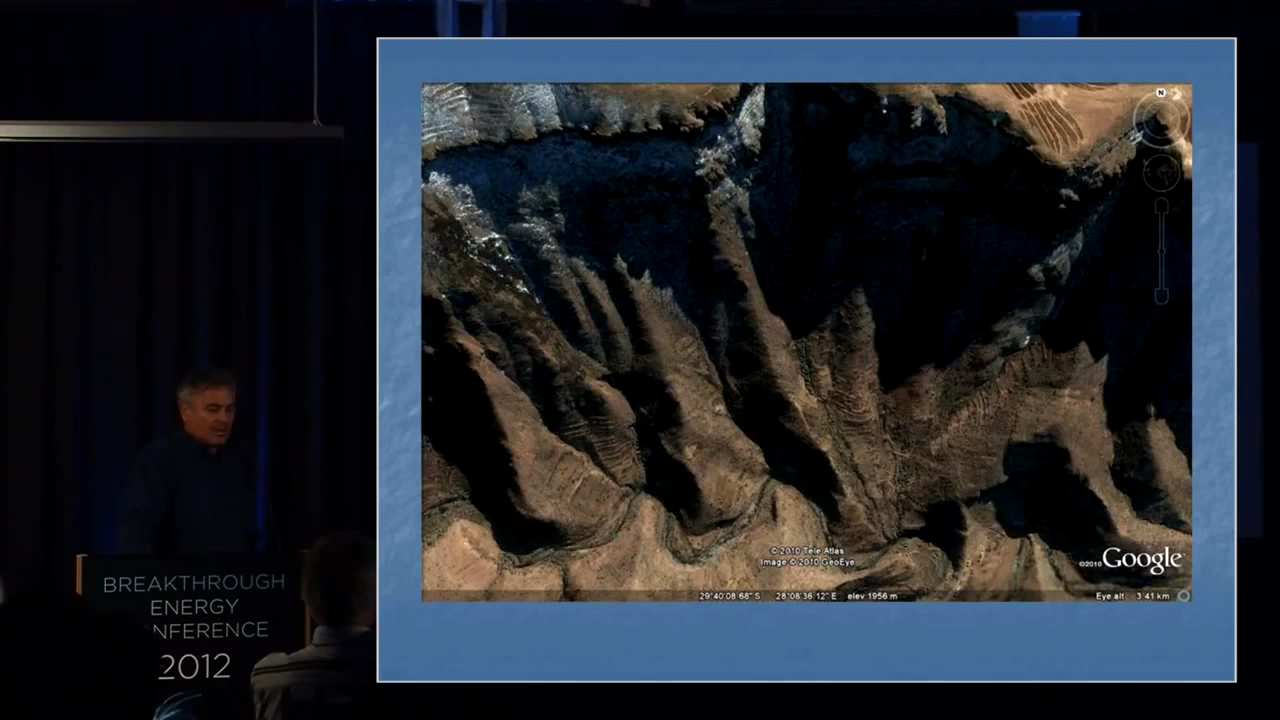 N
© 2010 Tele Atlas
Image © 2010 GeoEye
©2010 Google
29°40'08.68" S 28°08'36.12" E elev 1956 m
Eye alt 3.41 km
BREAKTHROUGH
ENERGY
NFERENCE
2012